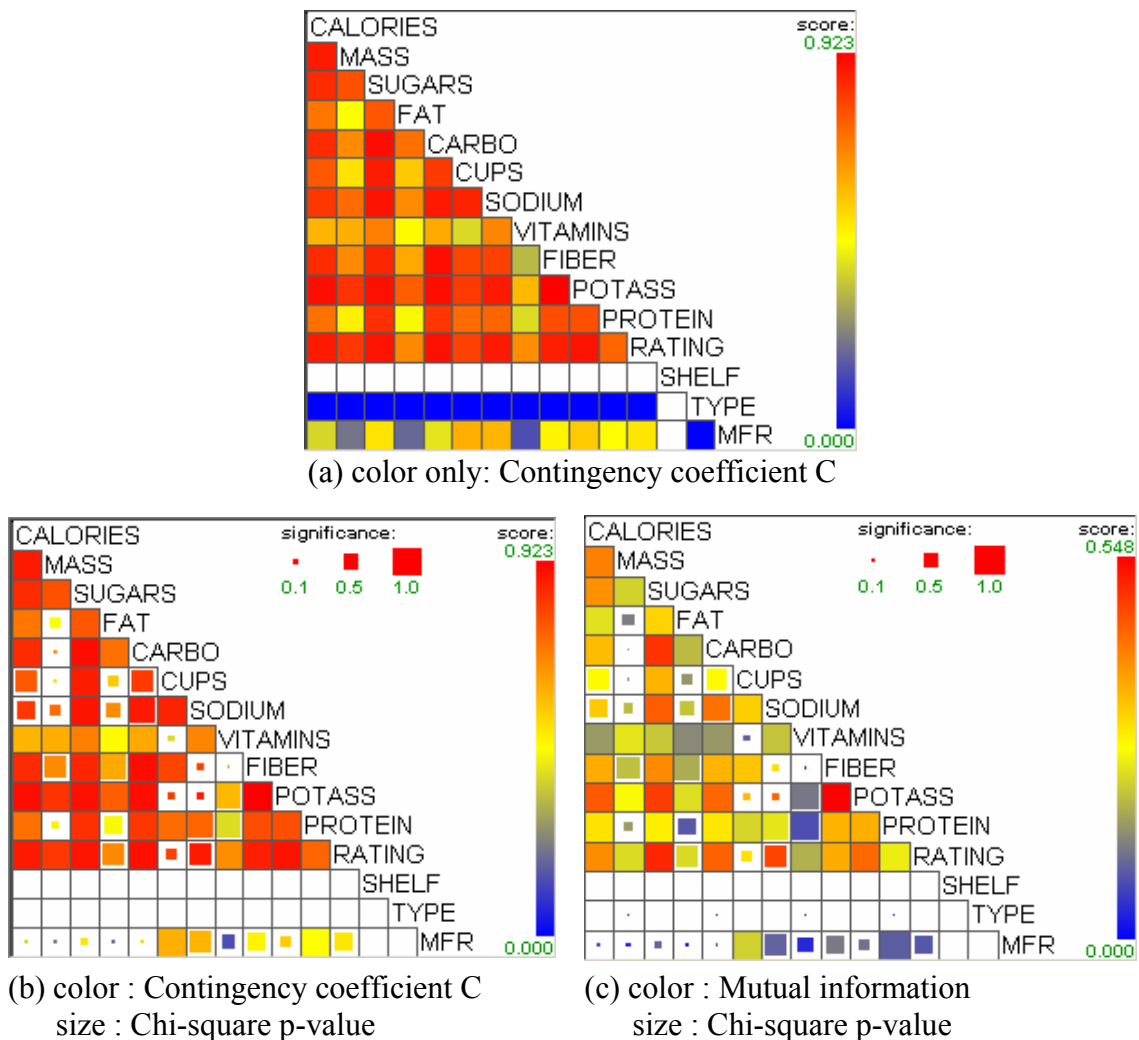 CALORIES
score:
0.923
MASS
SUGARS
FAT
CARBO
CUPS
SODIUM
VITAMINS
FIBER
POTASS
PROTEIN
RATING
SHELF
TYPE
MFR
0.000
(a) color only: Contingency coefficient C
CALORIES
significance:
score:
0.923
MASS
0.1 0.5 1.0
SUGARS
FAT
CARBO
CUPS
SODIUM
VITAMINS
FIBER
POTASS
PROTEIN
RATING
SHELF
TYPE
MFR
0.000
(b) color : Contingency coefficient C
size : Chi-square p-value
CALORIES
significance:
score:
0.548
MASS
0.1 0.5 1.0
SUGARS
FAT
CARBO
CUPS
SODIUM
VITAMINS
FIBER
POTASS
PROTEIN
RATING
SHELF
TYPE
MFR
0.000
(c) color : Mutual information
size : Chi-square p-value